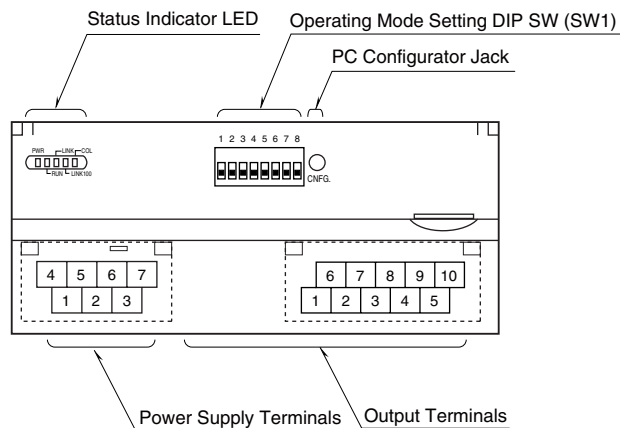 Status Indicator LED
Operating Mode Setting DIP SW (SW1)
PC Configurator Jack
1 2 3 4 5 6 7 8
PWR LINK COL
RUN LINK100
CNFG.
4 5 6 7
1 2 3
6 7 8 9 10
1 2 3 4 5
Power Supply Terminals
Output Terminals